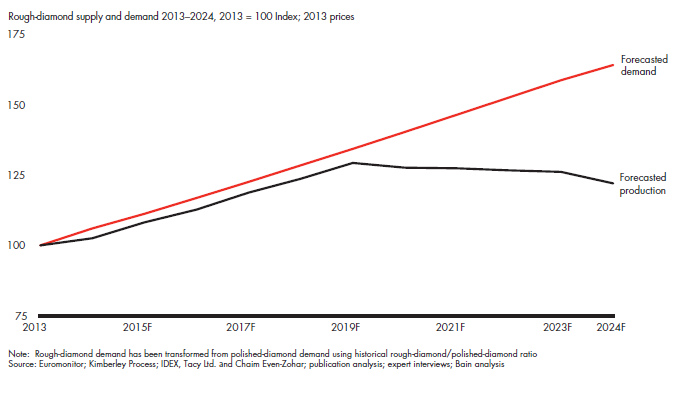 Rough-diamond supply and demand 2013–2024, 2013 = 100 Index; 2013 prices
175
Forecasted
demand
150
125
Forecasted
production
100
75
2013 2015F 2017F 2019F 2021F 2023F 2024F
Note: Rough-diamond demand has been transformed from polished-diamond demand using historical rough-diamond/polished-diamond ratio
Source: Euromonitor; Kimberley Process; IDEX, Tacy Ltd. and Chaim Even-Zohar; publication analysis; expert interviews; Bain analysis